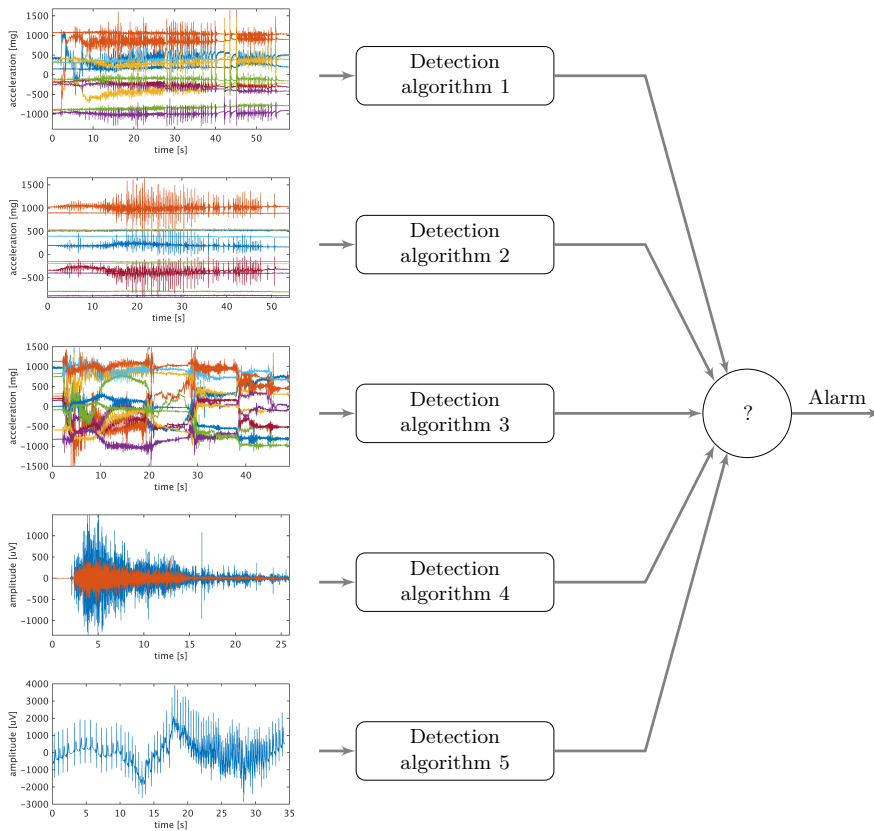 1500
1000
500
0
−500
−1000
acceleration [mg]
0 10 20 30 40 50
time [s]
Detection
algorithm 1
1500
1000
500
0
−500
acceleration [mg]
0 10 20 30 40 50
time [s]
Detection
algorithm 2
1500
1000
500
0
−500
−1000
−1500
acceleration [mg]
0 10 20 30 40
time [s]
Detection
algorithm 3
?
Alarm
1000
500
0
−500
−1000
amplitude [uV]
0 5 10 15 20 25
time [s]
Detection
algorithm 4
4000
3000
2000
1000
0
−1000
−2000
−3000
amplitude [uV]
0 5 10 15 20 25 30 35
time [s]
Detection
algorithm 5